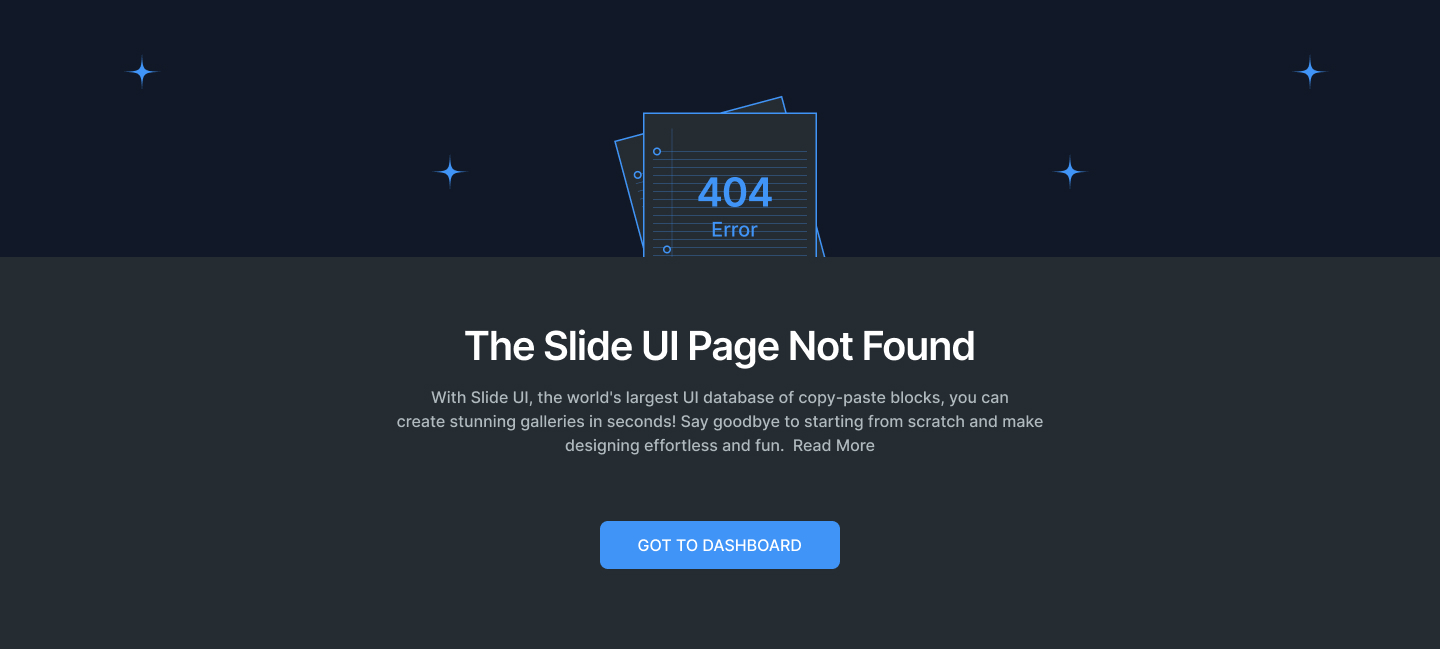 404
Error
The Slide UI Page Not Found
With Slide UI, the world's largest UI database of copy-paste blocks, you can
create stunning galleries in seconds! Say goodbye to starting from scratch and make
designing effortless and fun. Read More
GOT TO DASHBOARD